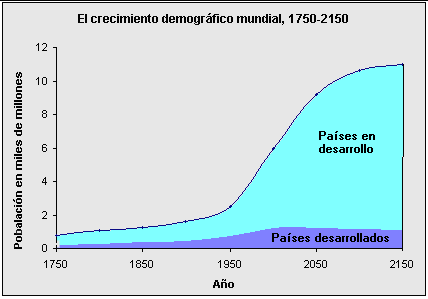 El crecimiento demográfico mundial, 1750-2150
Pobalación en miles de millones
12
10
8
6
4
2
0
Países en
desarrollo
Países desarrollados
1750
1850
1950
2050
2150
Año